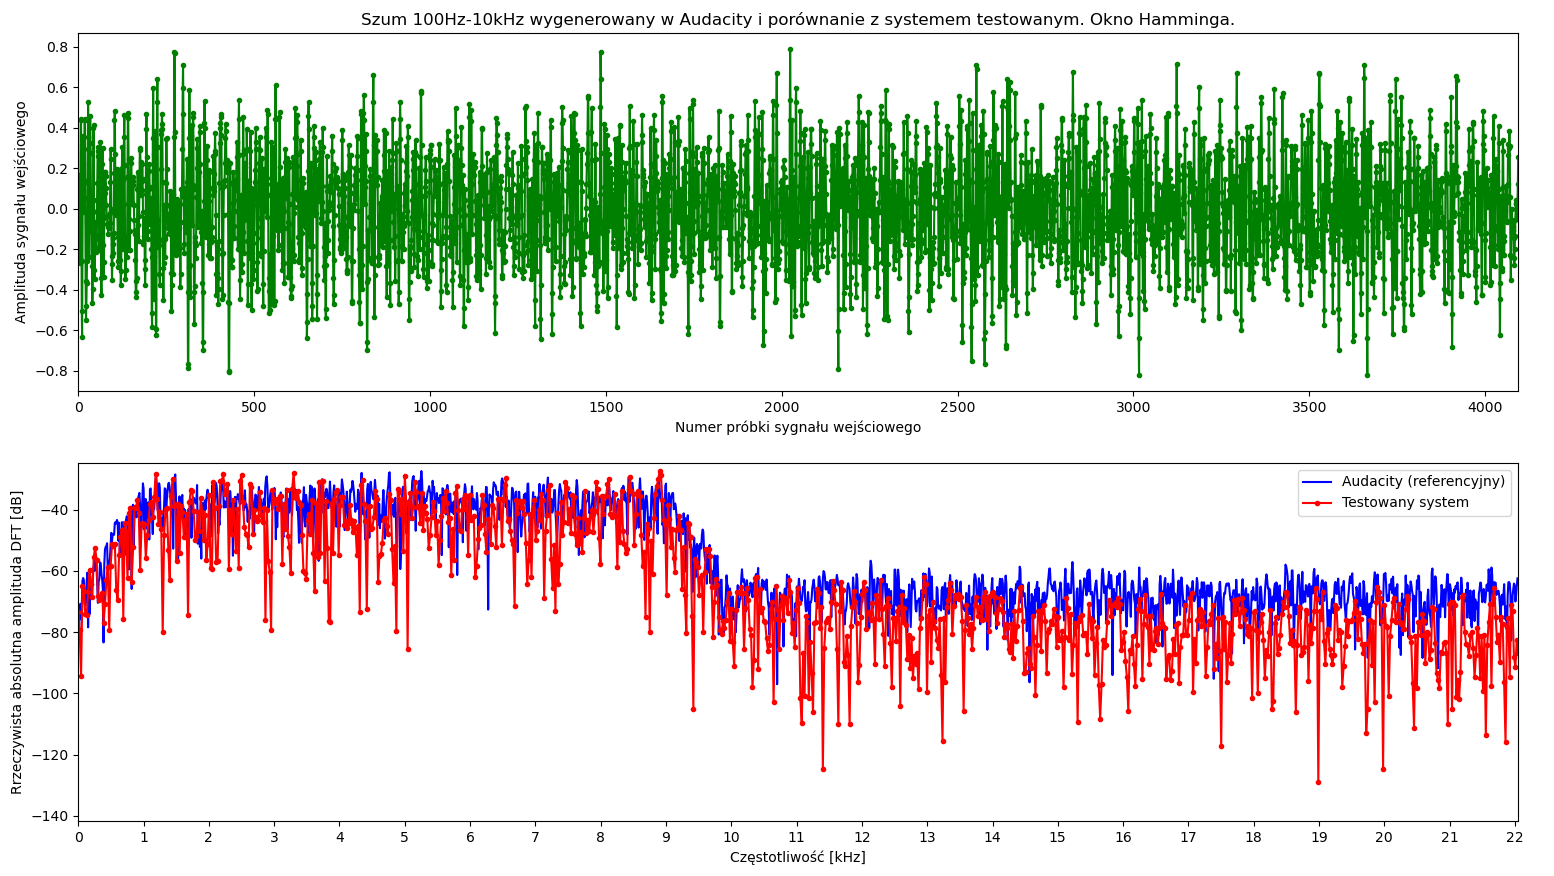 Szum 100Hz-10kHz wygenerowany w Audacity i porównanie z systemem testowanym. Okno Hamminga.
Amplituda sygnału wejściowego
0.8
0.6
0.4
0.2
0.0
−0.2
−0.4
−0.6
−0.8
0 500 1000 1500 2000 2500 3000 3500 4000
Numer próbki sygnału wejściowego
Rrzeczywista absolutna amplituda DFT [dB]
−40
−60
−80
−100
−120
−140
Audacity (referencyjny)
Testowany system
0 1 2 3 4 5 6 7 8 9 10 11 12 13 14 15 16 17 18 19 20 21 22
Częstotliwość [kHz]